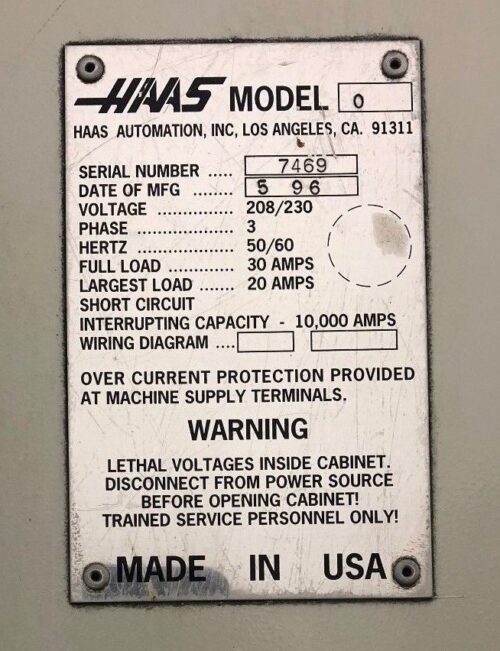 HAAS MODEL 0
HAAS AUTOMATION, INC, LOS ANGELES, CA. 91311
SERIAL NUMBER ..... 7469
DATE OF MFG ........ 5 96
VOLTAGE ............... 208/230
PHASE .................. 3
HERTZ ................... 50/60
FULL LOAD ............. 30 AMPS
LARGEST LOAD ....... 20 AMPS
SHORT CIRCUIT
INTERRUPTING CAPACITY - 10,000 AMPS
WIRING DIAGRAM ....
OVER CURRENT PROTECTION PROVIDED
AT MACHINE SUPPLY TERMINALS.
WARNING
LETHAL VOLTAGES INSIDE CABINET.
DISCONNECT FROM POWER SOURCE
BEFORE OPENING CABINET!
TRAINED SERVICE PERSONNEL ONLY!
MADE IN USA